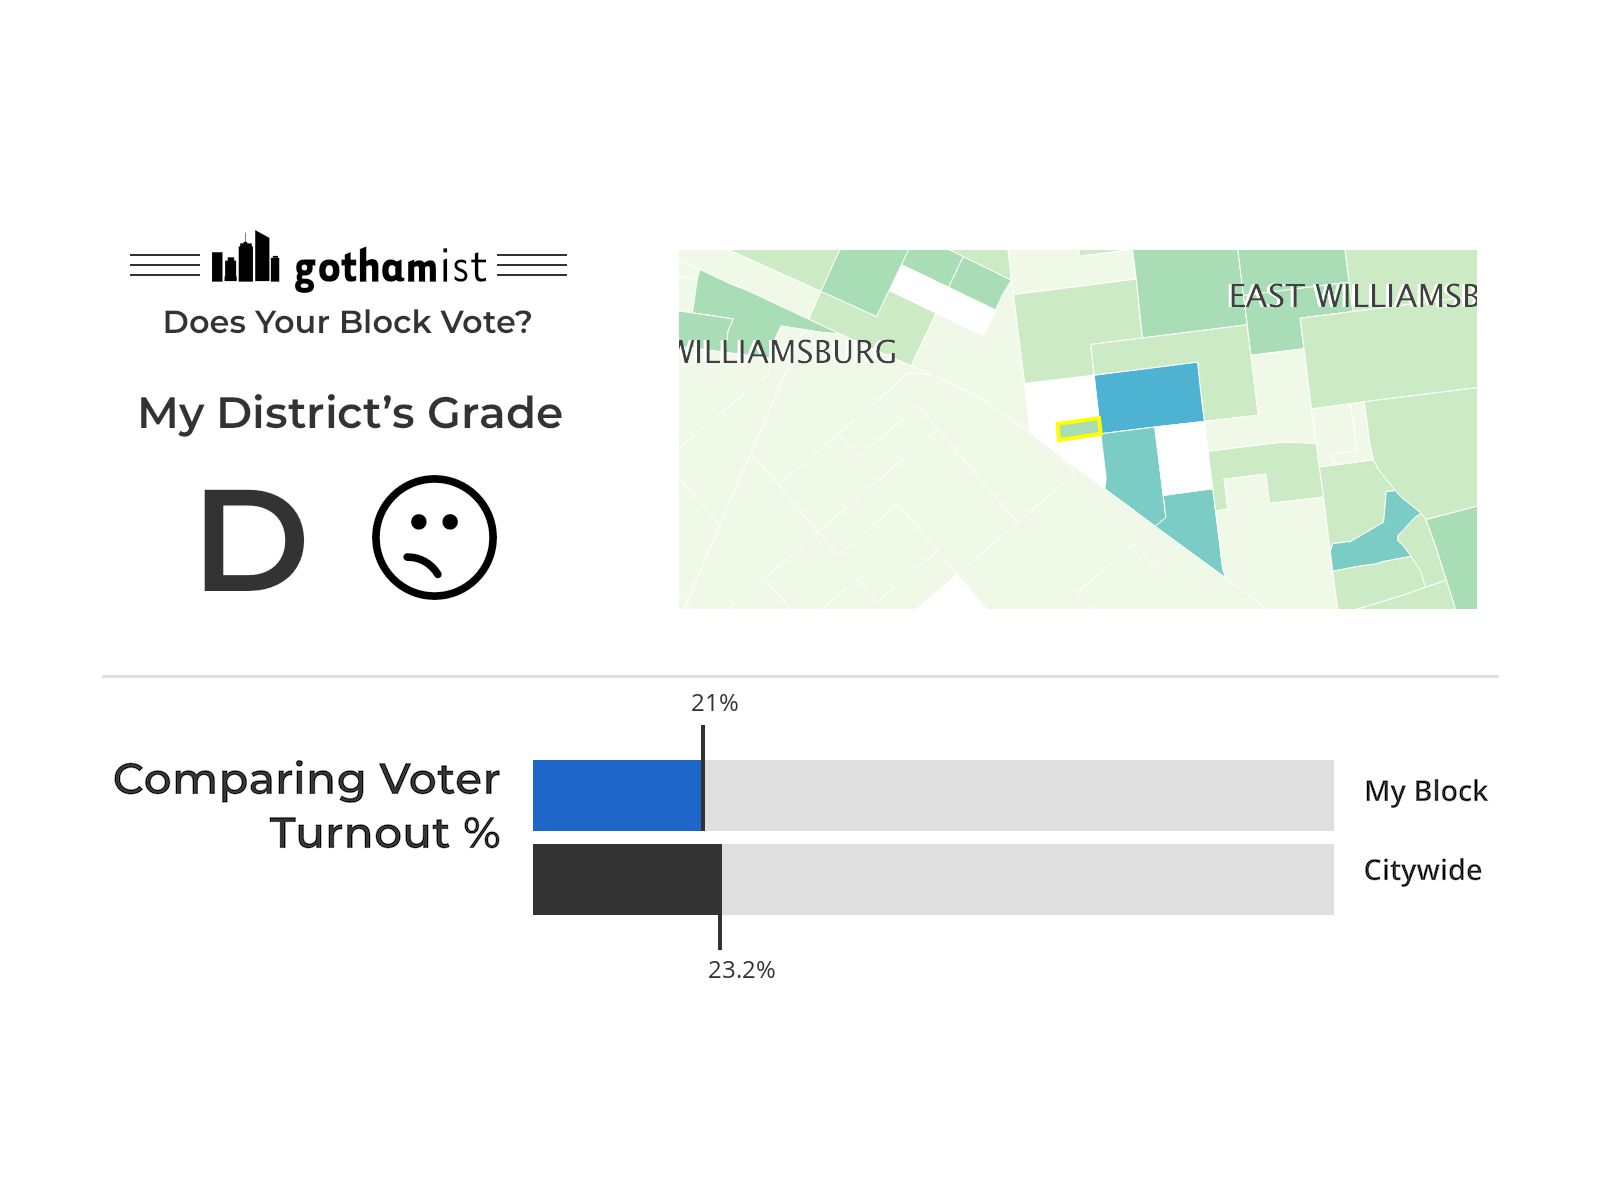 gothamist
Does Your Block Vote?
My District’s Grade
D
EAST WILLIAMSB
WILLIAMSBURG
21%
Comparing Voter
Turnout %
My Block
Citywide
23.2%